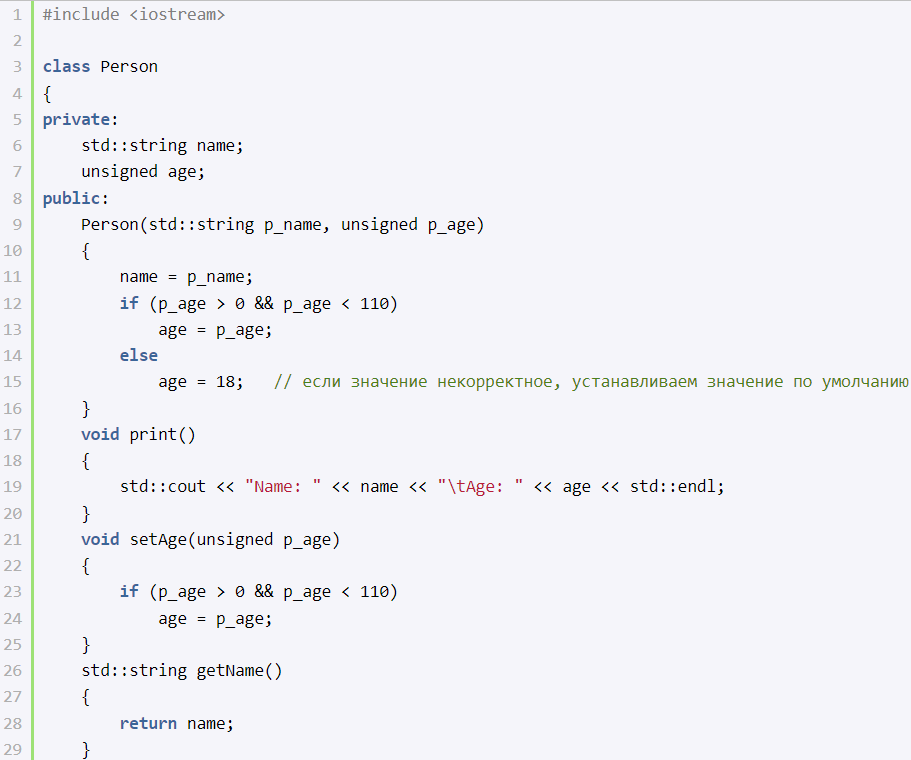 1 #include <iostream>
2
3 class Person
4 {
5 private:
6     std::string name;
7     unsigned age;
8 public:
9     Person(std::string p_name, unsigned p_age)
10     {
11         name = p_name;
12         if (p_age > 0 && p_age < 110)
13             age = p_age;
14         else
15             age = 18;   // если значение некорректное, устанавливаем значение по умолчанию
16     }
17     void print()
18     {
19         std::cout << "Name: " << name << "\tAge: " << age << std::endl;
20     }
21     void setAge(unsigned p_age)
22     {
23         if (p_age > 0 && p_age < 110)
24             age = p_age;
25     }
26     std::string getName()
27     {
28         return name;
29     }